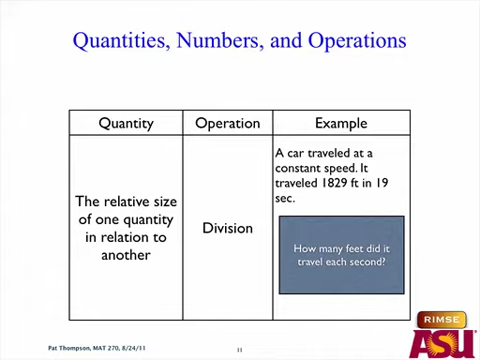 Quantities, Numbers, and Operations
Quantity
Operation
Example
The relative size
of one quantity
in relation to
another
Division
A car traveled at a
constant speed. It
traveled 1829 ft in 19
sec.
How many feet did it
travel each second?
Pat Thompson, MAT 270, 8/24/11
11
RIMSE
ASU